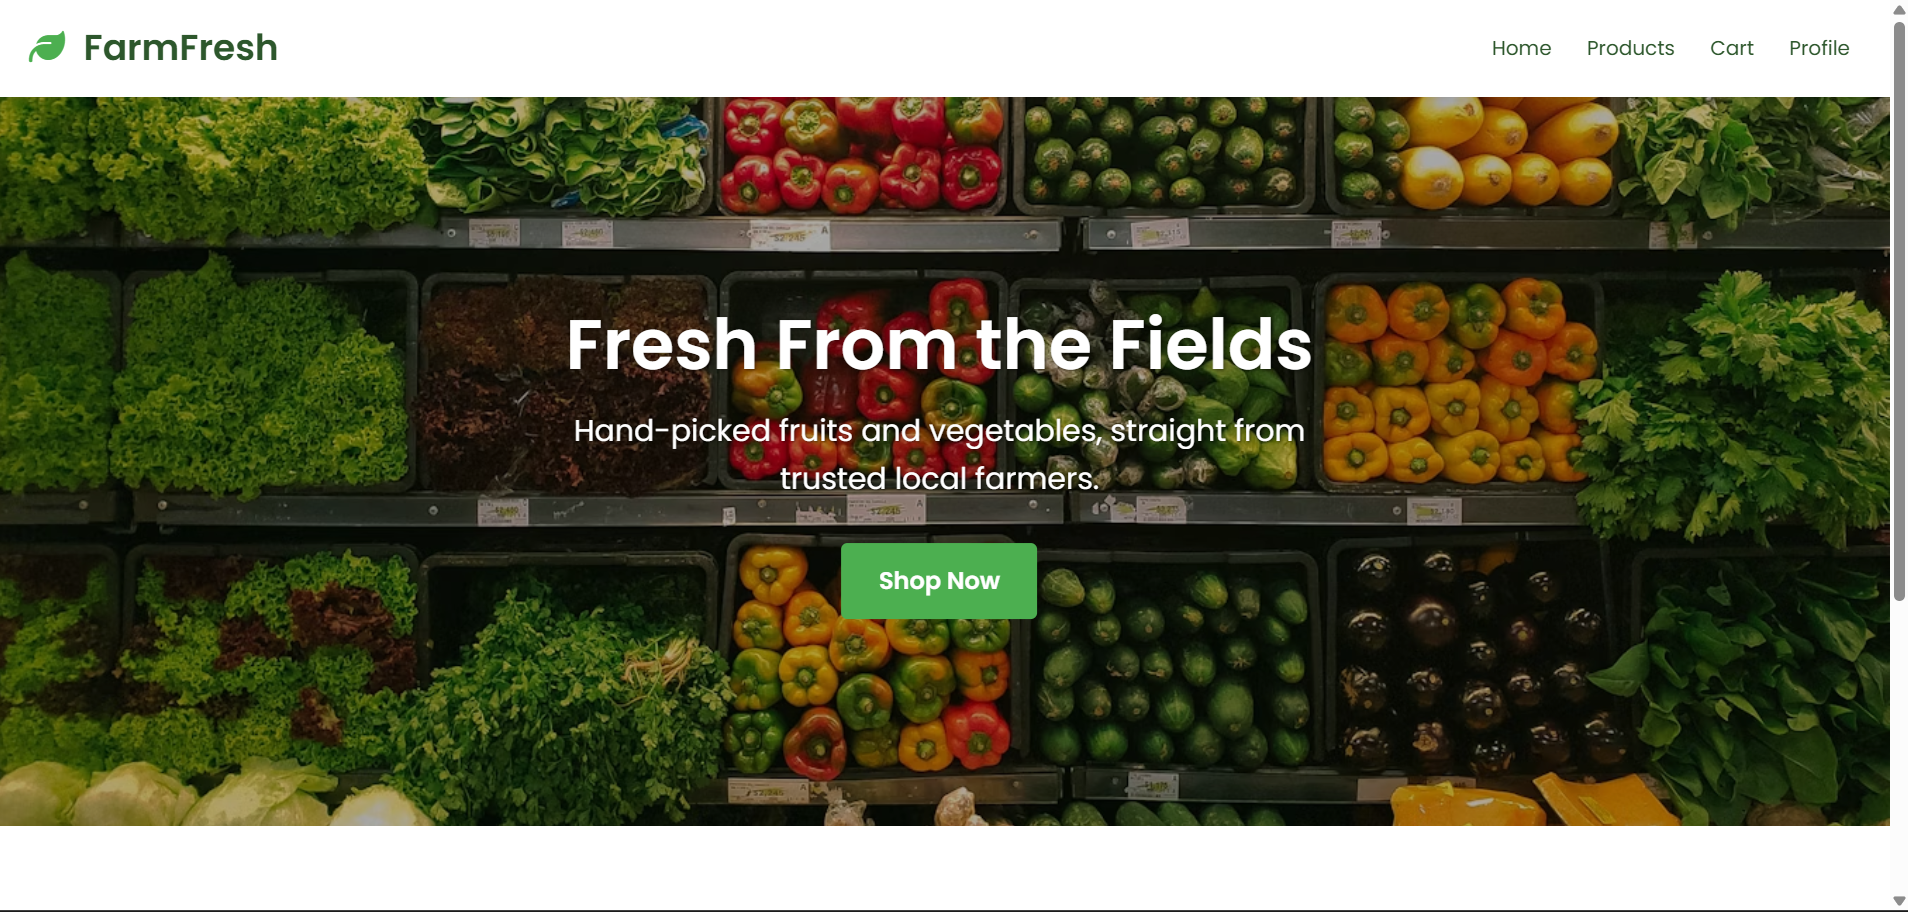 FarmFresh
Home Products Cart Profile
Fresh From the Fields
Hand-picked fruits and vegetables, straight from
trusted local farmers.
Shop Now